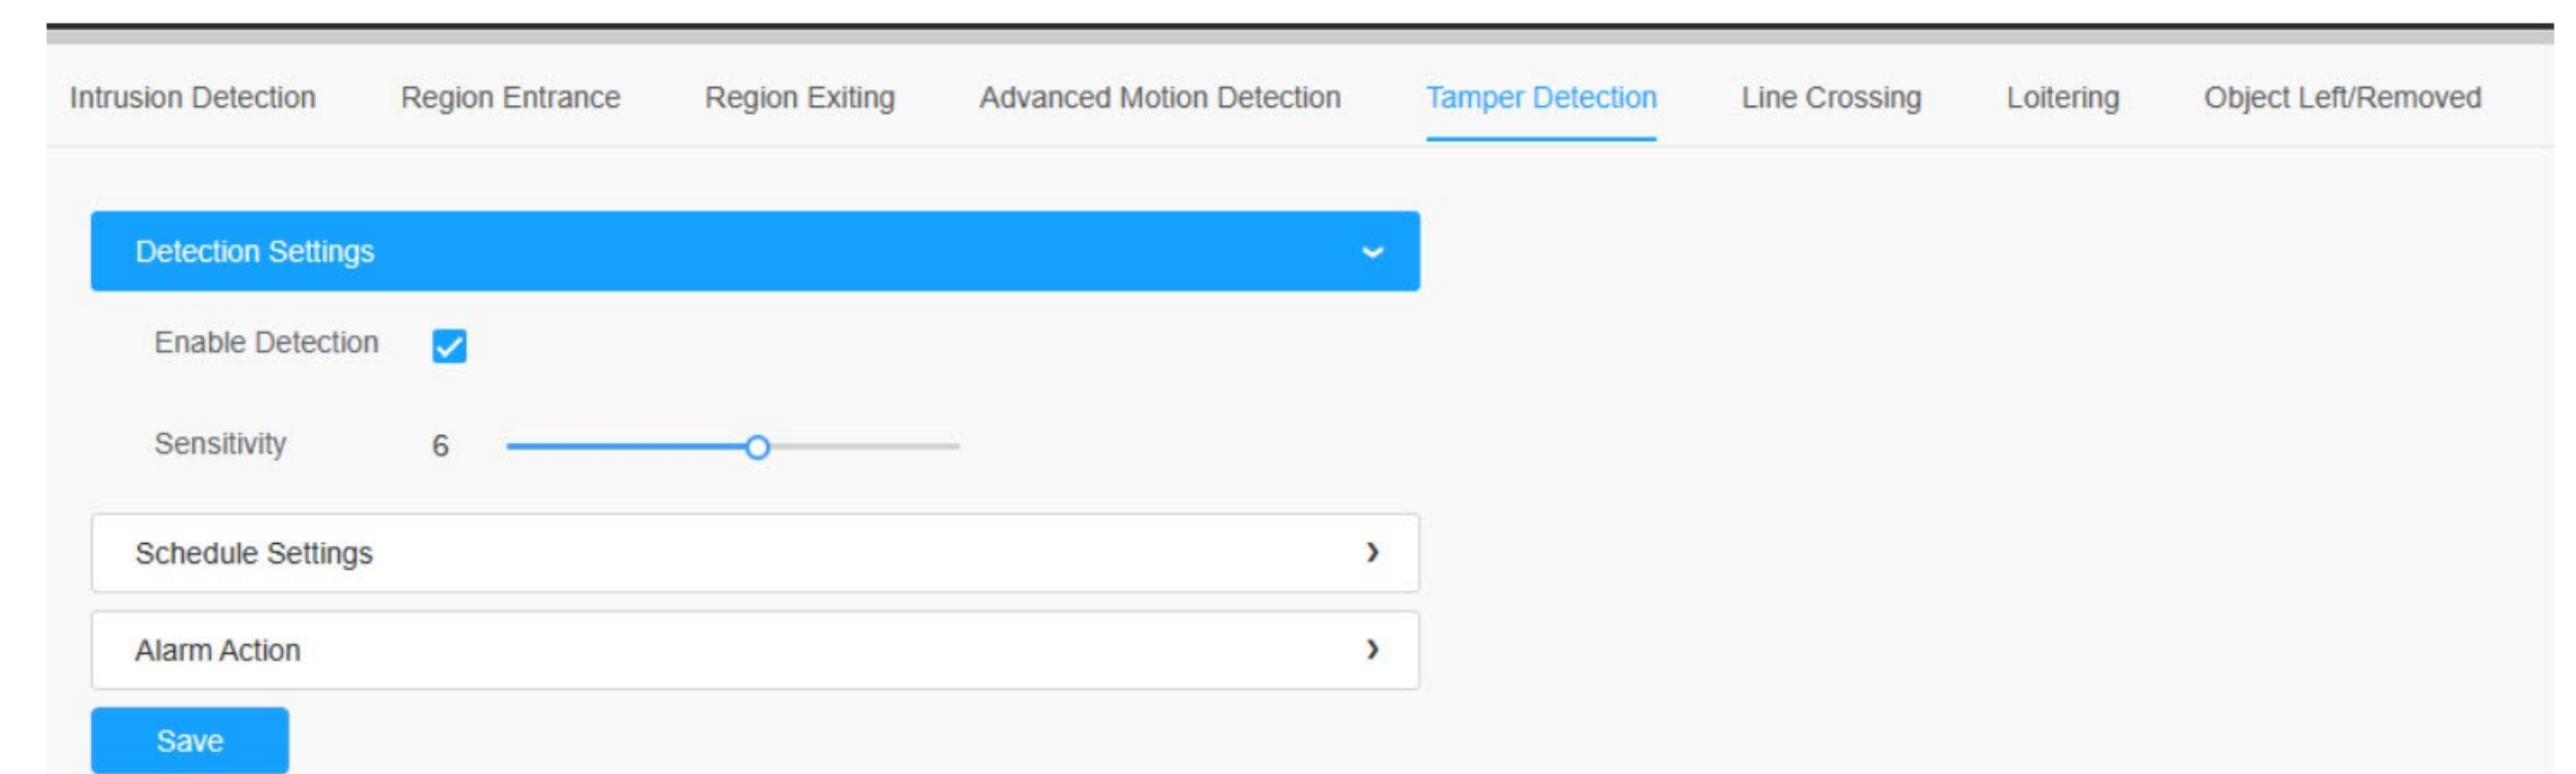 Intrusion Detection Region Entrance Region Exiting Advanced Motion Detection Tamper Detection Line Crossing Loitering Object Left/Removed
Detection Settings
Enable Detection
Sensitivity 6
Schedule Settings
Alarm Action
Save